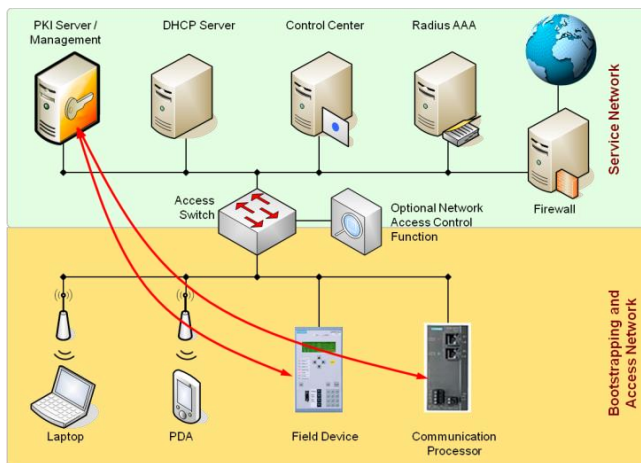 PKI Server /
Management
DHCP Server
Control Center
Radius AAA
Service Network
Firewall
Access
Switch
Optional Network
Access Control
Function
Bootstrapping and
Access Network
Laptop
PDA
Field Device
Communication
Processor